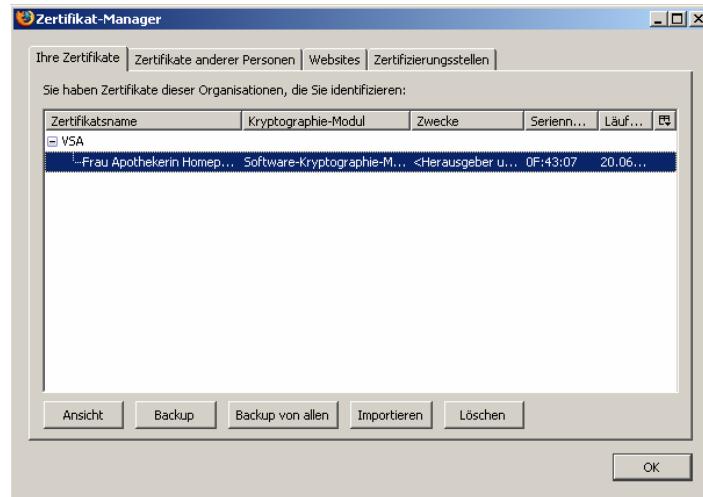 Zertifikat-Manager
Ihre Zertifikate Zertifikate anderer Personen Websites Zertifizierungsstellen
Sie haben Zertifikate dieser Organisationen, die Sie identifizieren:
Zertifikatsname Kryptographie-Modul Zwecke Serienn... Läuf...
VSA
Frau Apothekerin Homep... Software-Kryptographie-M... <Herausgeber u... 0F:43:07 20.06...
Ansicht Backup Backup von allen Importieren Löschen
OK